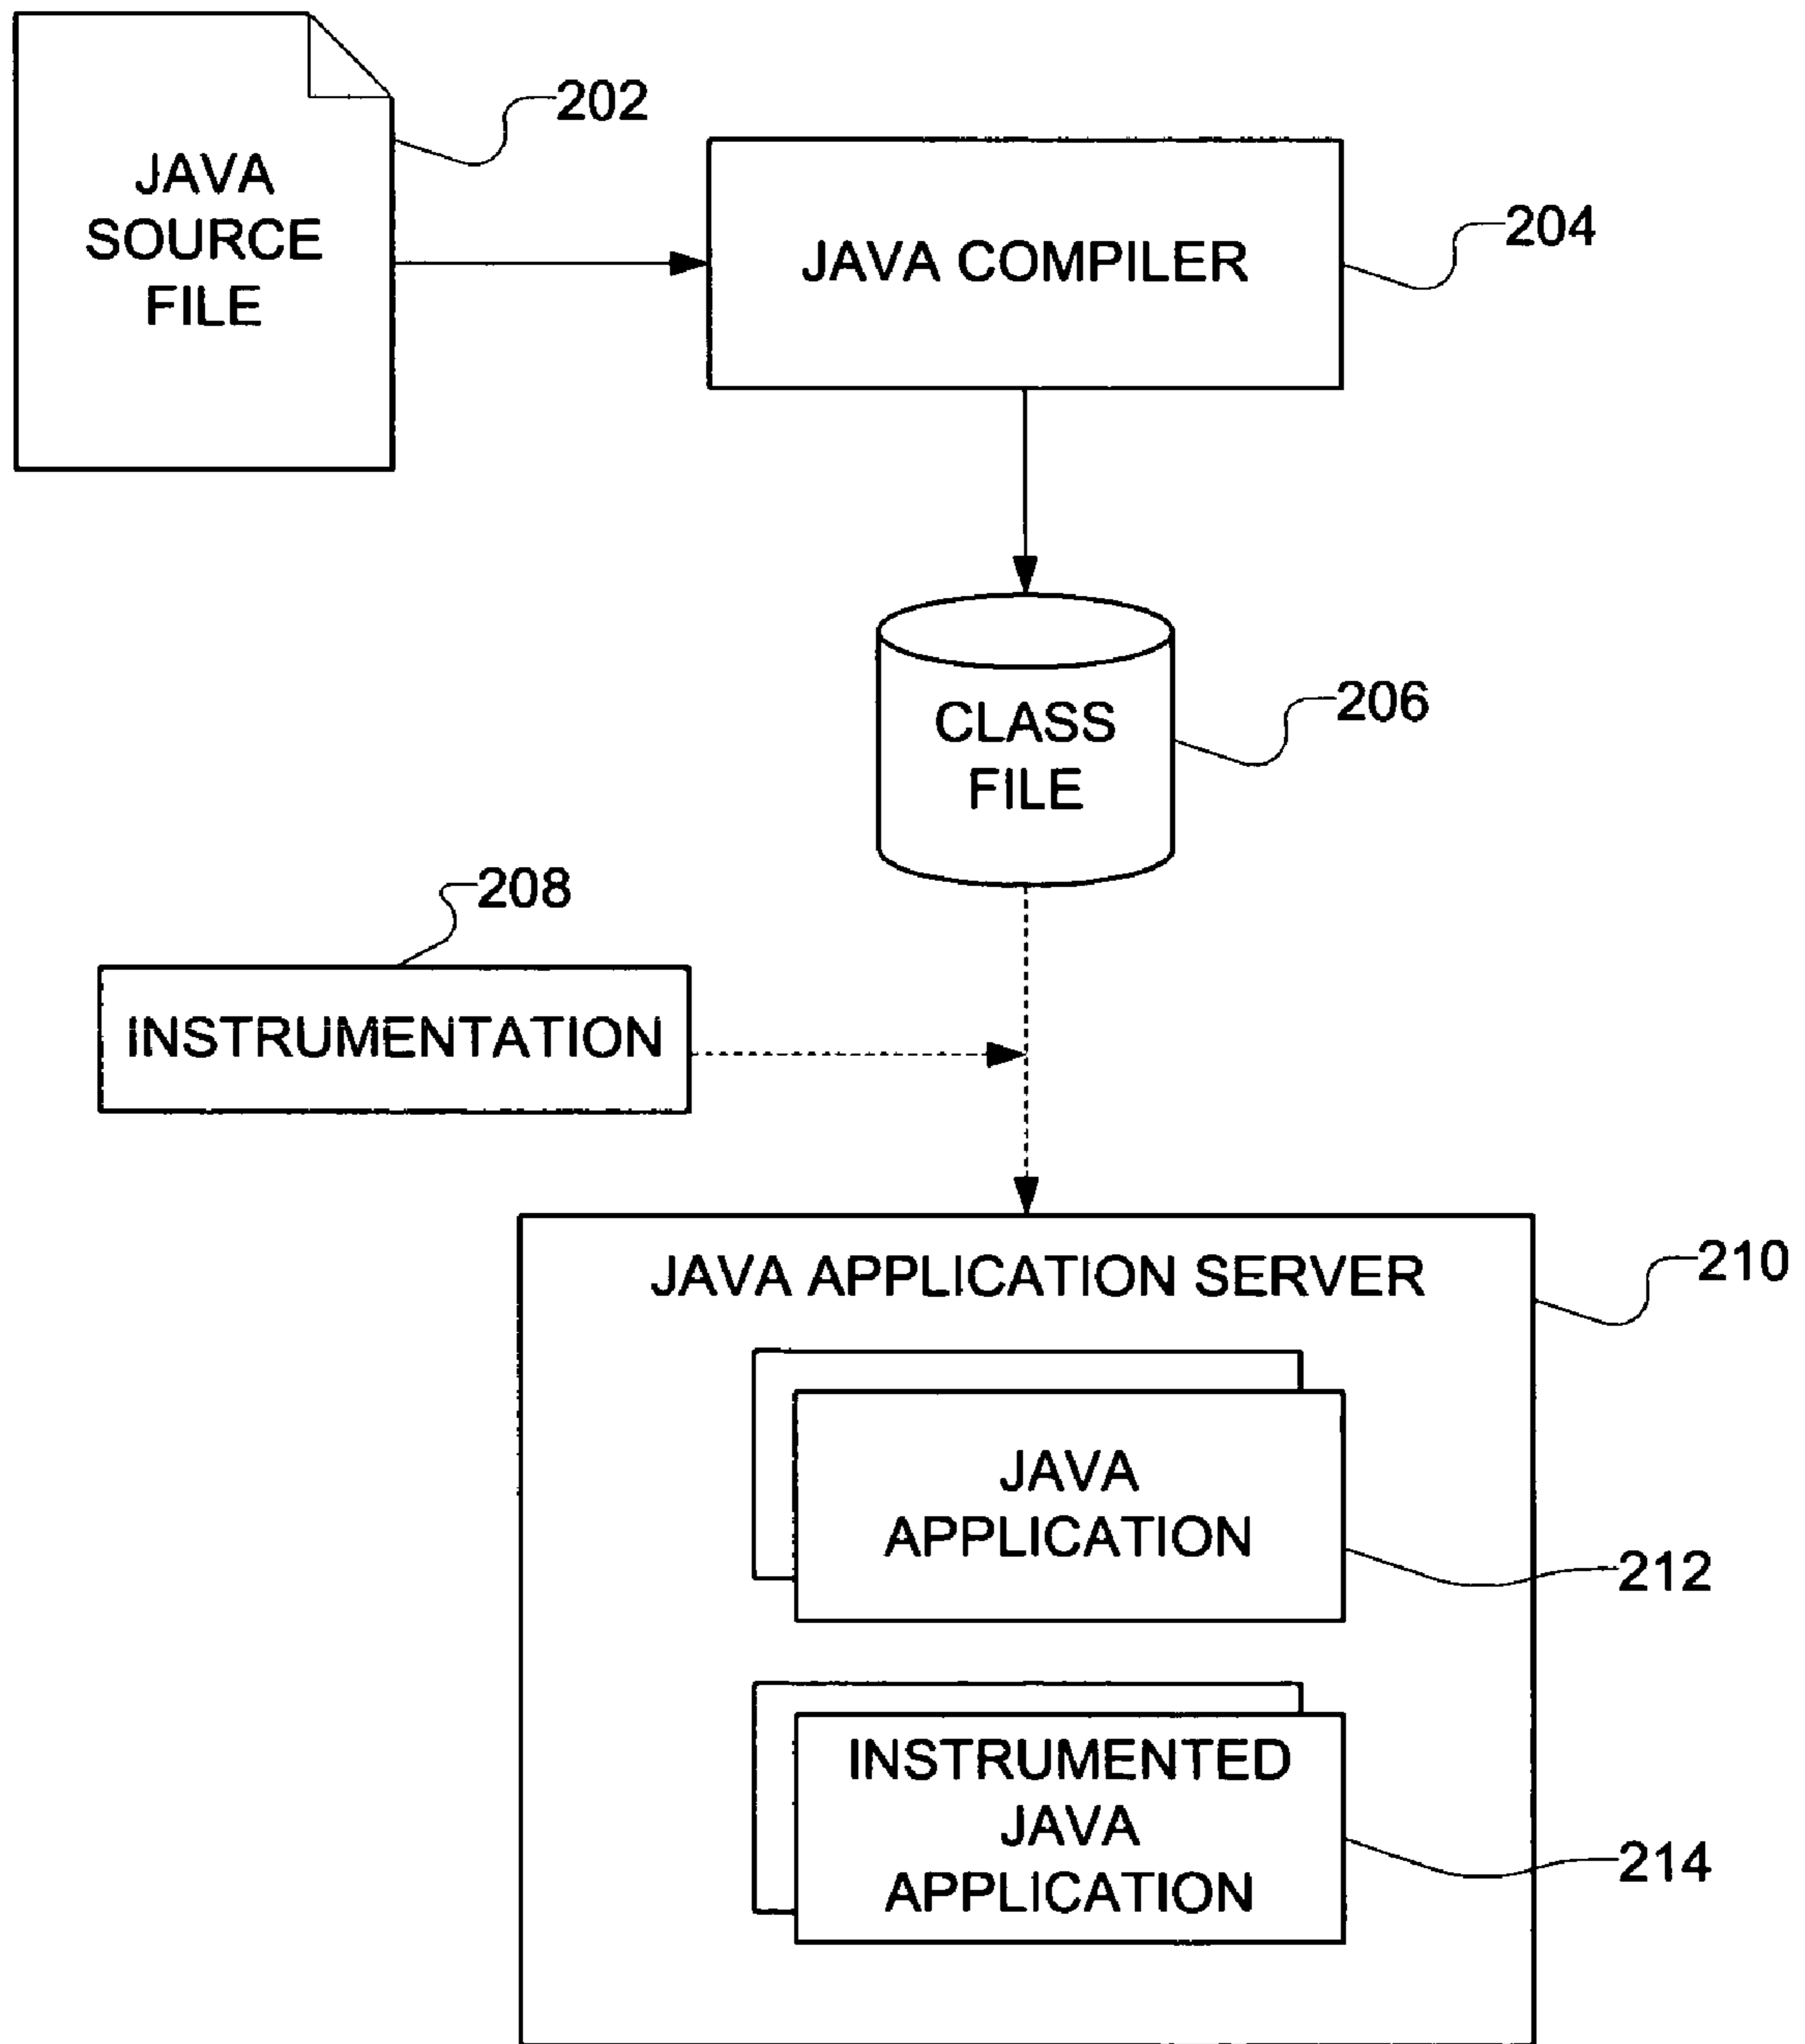 202
JAVA
SOURCE
FILE
204
JAVA COMPILER
206
CLASS
FILE
208
INSTRUMENTATION
210
JAVA APPLICATION SERVER
JAVA
APPLICATION
212
INSTRUMENTED
JAVA
APPLICATION
214